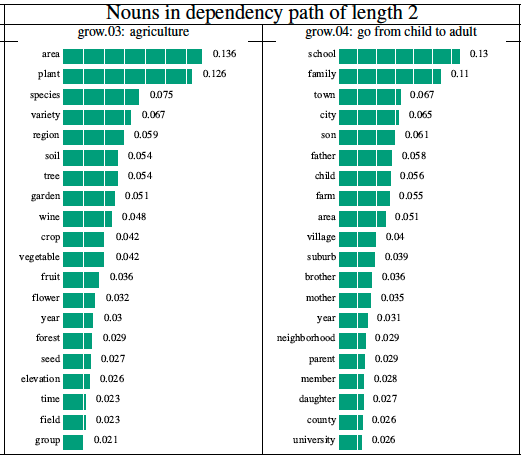 Nouns in dependency path of length 2
grow.03: agriculture
area 0.136
plant 0.126
species 0.075
variety 0.067
region 0.059
soil 0.054
tree 0.054
garden 0.051
wine 0.048
crop 0.042
vegetable 0.042
fruit 0.036
flower 0.032
year 0.03
forest 0.029
seed 0.027
elevation 0.026
time 0.023
field 0.023
group 0.021
grow.04: go from child to adult
school 0.13
family 0.11
town 0.067
city 0.065
son 0.061
father 0.058
child 0.056
farm 0.055
area 0.051
village 0.04
suburb 0.039
brother 0.036
mother 0.035
year 0.031
neighborhood 0.029
parent 0.029
member 0.028
daughter 0.027
county 0.026
university 0.026